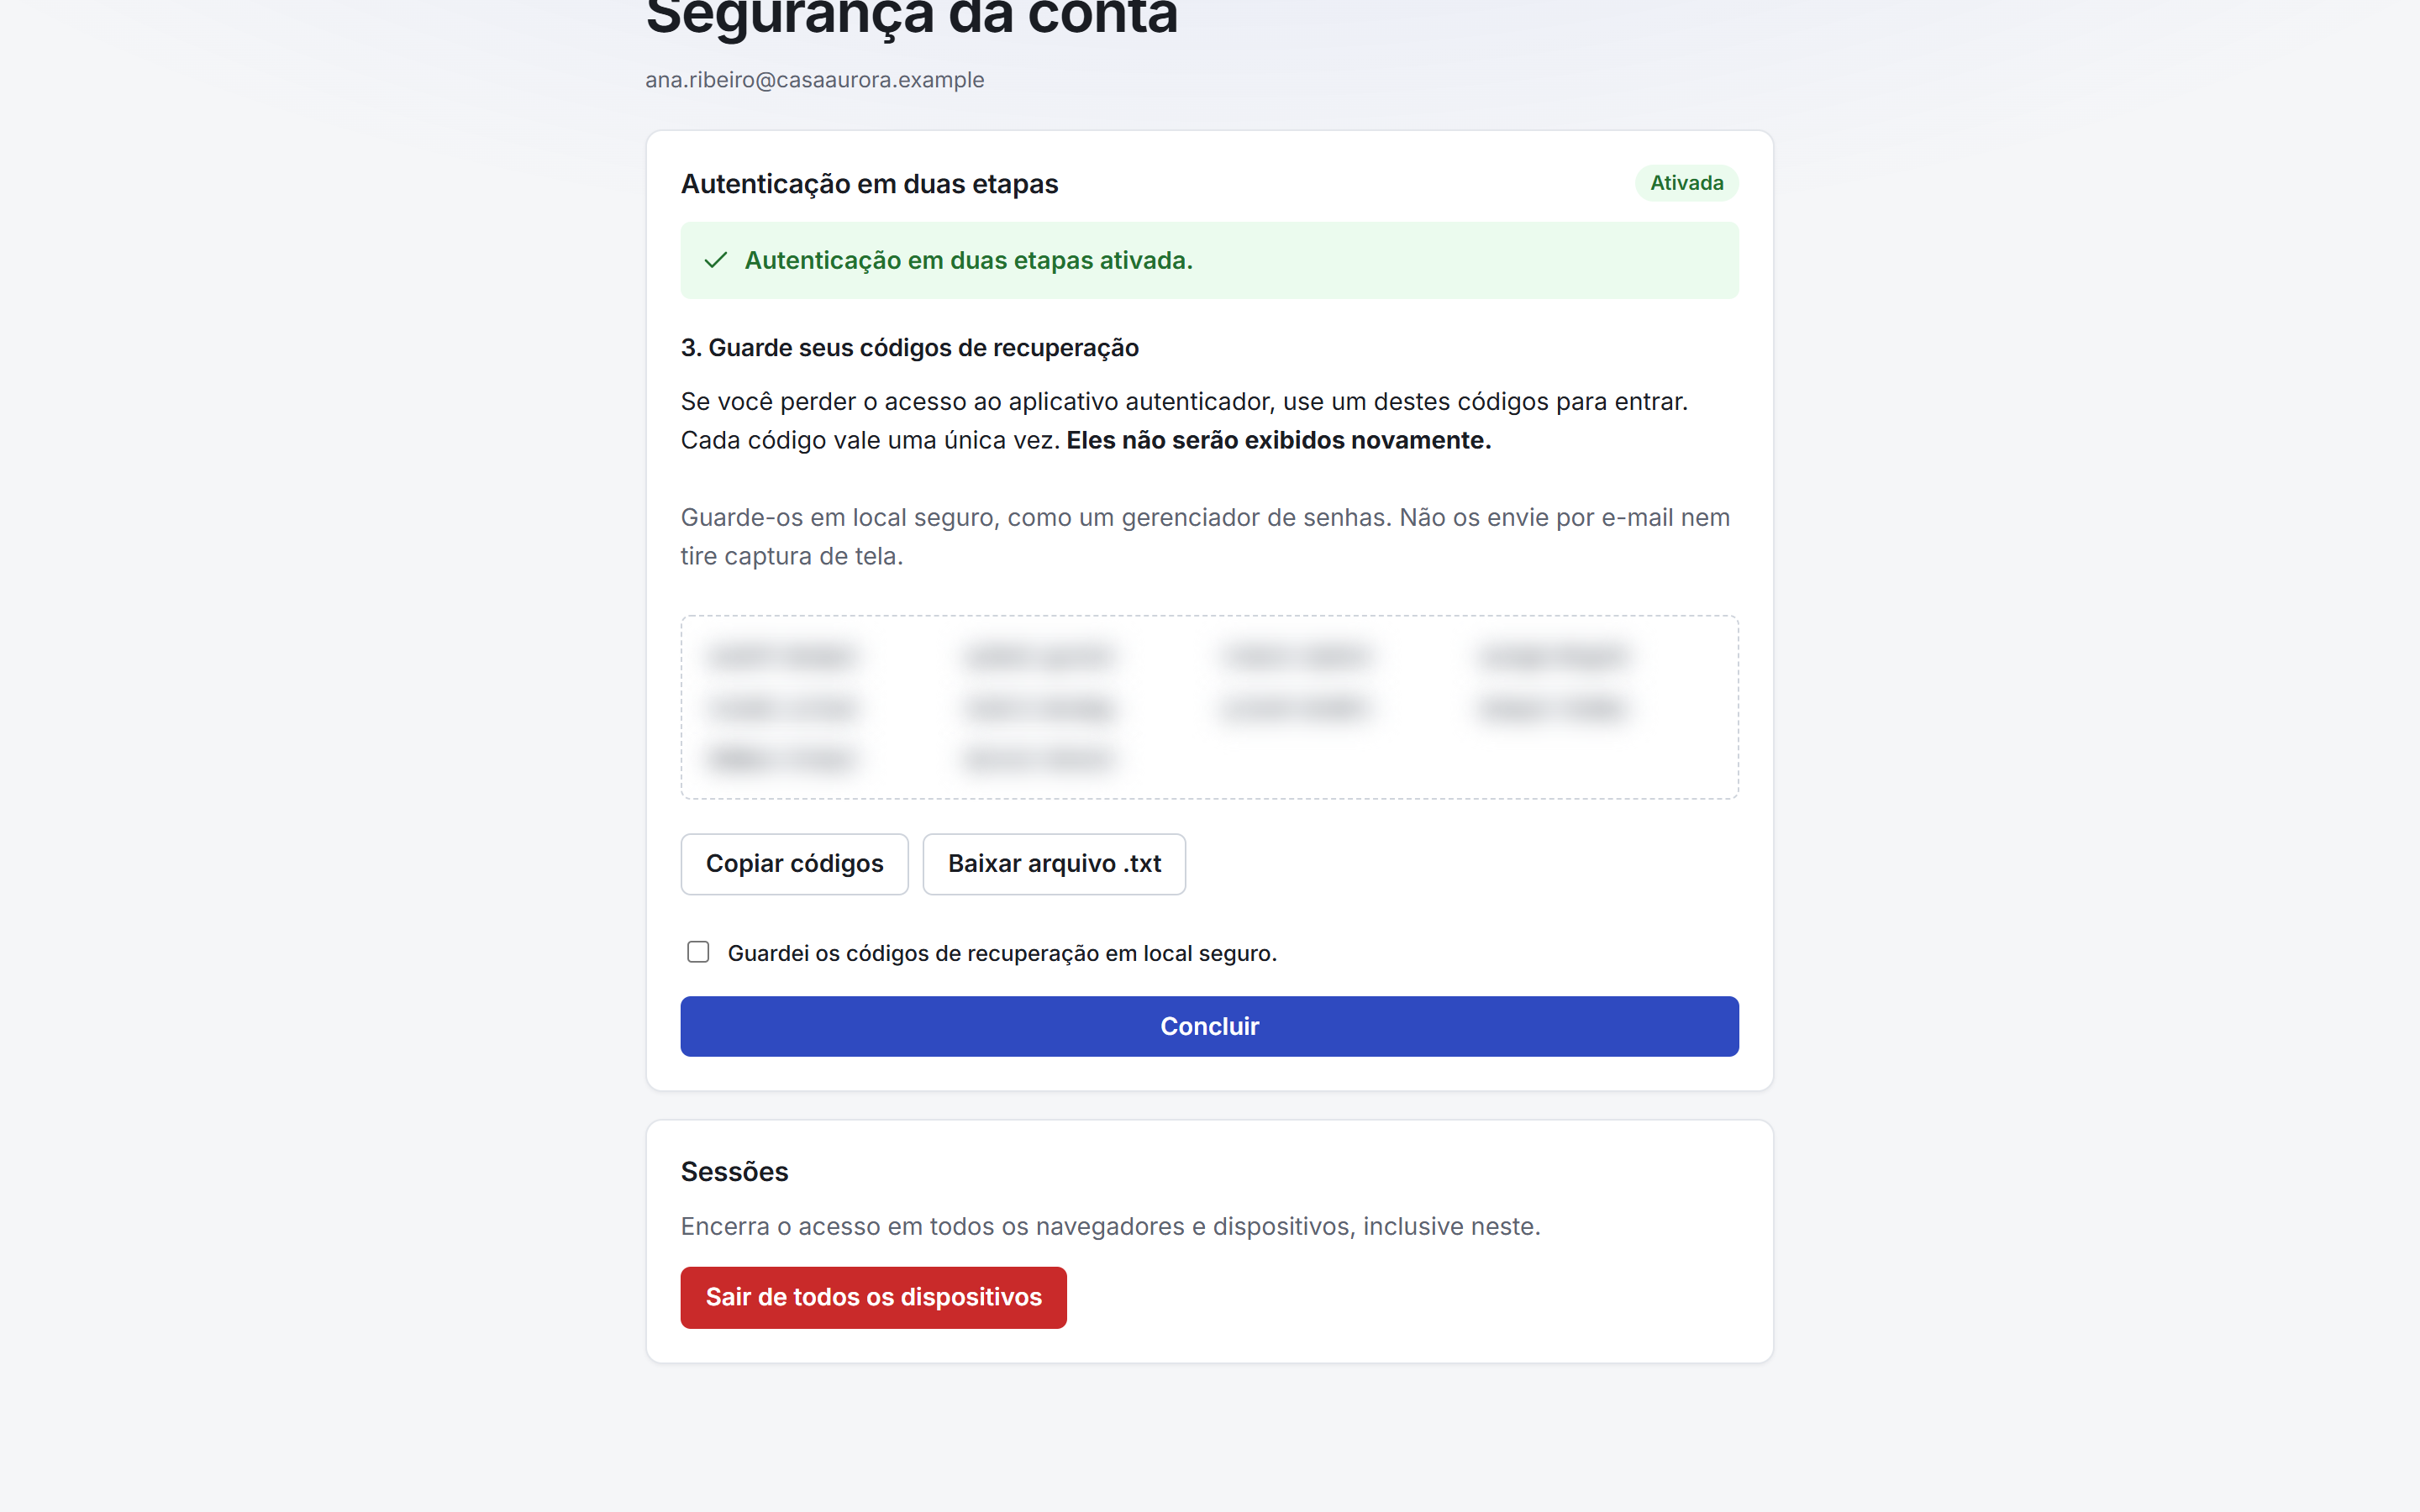 Segurança da conta
ana.ribeiro@casaaurora.example
Autenticação em duas etapas
Ativada
Autenticação em duas etapas ativada.
3. Guarde seus códigos de recuperação
Se você perder o acesso ao aplicativo autenticador, use um destes códigos para entrar.
Cada código vale uma única vez. Eles não serão exibidos novamente.
Guarde-os em local seguro, como um gerenciador de senhas. Não os envie por e-mail nem
tire captura de tela.
Copiar códigos
Baixar arquivo .txt
Guardei os códigos de recuperação em local seguro.
Concluir
Sessões
Encerra o acesso em todos os navegadores e dispositivos, inclusive neste.
Sair de todos os dispositivos